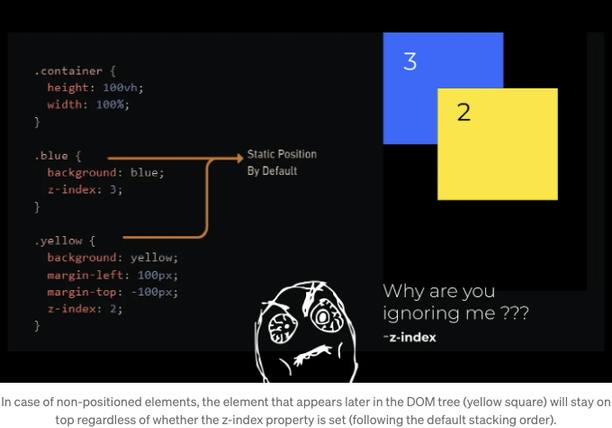 .container {
height: 100vh;
width: 100%;
}
.blue {
background: blue;
z-index: 3;
}
.yellow {
background: yellow;
margin-left: 100px;
margin-top: -100px;
z-index: 2;
}
Static Position
By Default
3
2
Why are you
ignoring me ???
-z-index
In case of non-positioned elements, the element that appears later in the DOM tree (yellow square) will stay on
top regardless of whether the z-index property is set (following the default stacking order).